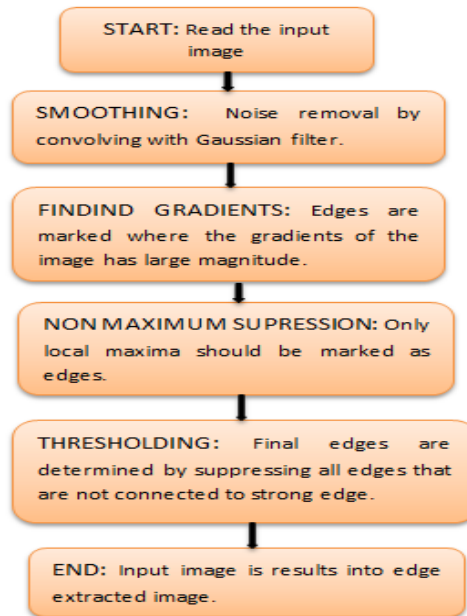 START: Read the input
image
SMOOTHING: Noise removal by
convolving with Gaussian filter.
FINDIND GRADIENTS: Edges are
marked where the gradients of the
image has large magnitude.
NON MAXIMUM SUPRESSION: Only
local maxima should be marked as
edges.
THRESHOLDING: Final edges are
determined by suppressing all edges that
are not connected to strong edge.
END: Input image is results into edge
extracted image.